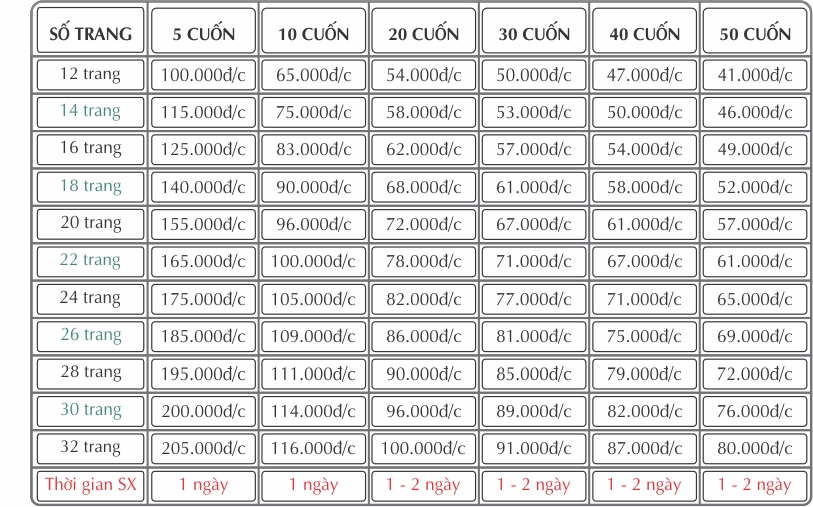 SỐ TRANG 5 CUỐN 10 CUỐN 20 CUỐN 30 CUỐN 40 CUỐN 50 CUỐN
12 trang 100.000đ/c 65.000đ/c 54.000đ/c 50.000đ/c 47.000đ/c 41.000đ/c
14 trang 115.000đ/c 75.000đ/c 58.000đ/c 53.000đ/c 50.000đ/c 46.000đ/c
16 trang 125.000đ/c 83.000đ/c 62.000đ/c 57.000đ/c 54.000đ/c 49.000đ/c
18 trang 140.000đ/c 90.000đ/c 68.000đ/c 61.000đ/c 58.000đ/c 52.000đ/c
20 trang 155.000đ/c 96.000đ/c 72.000đ/c 67.000đ/c 61.000đ/c 57.000đ/c
22 trang 165.000đ/c 100.000đ/c 78.000đ/c 71.000đ/c 67.000đ/c 61.000đ/c
24 trang 175.000đ/c 105.000đ/c 82.000đ/c 77.000đ/c 71.000đ/c 65.000đ/c
26 trang 185.000đ/c 109.000đ/c 86.000đ/c 81.000đ/c 75.000đ/c 69.000đ/c
28 trang 195.000đ/c 111.000đ/c 90.000đ/c 85.000đ/c 79.000đ/c 72.000đ/c
30 trang 200.000đ/c 114.000đ/c 96.000đ/c 89.000đ/c 82.000đ/c 76.000đ/c
32 trang 205.000đ/c 116.000đ/c 100.000đ/c 91.000đ/c 87.000đ/c 80.000đ/c
Thời gian SX 1 ngày 1 ngày 1 - 2 ngày 1 - 2 ngày 1 - 2 ngày 1 - 2 ngày